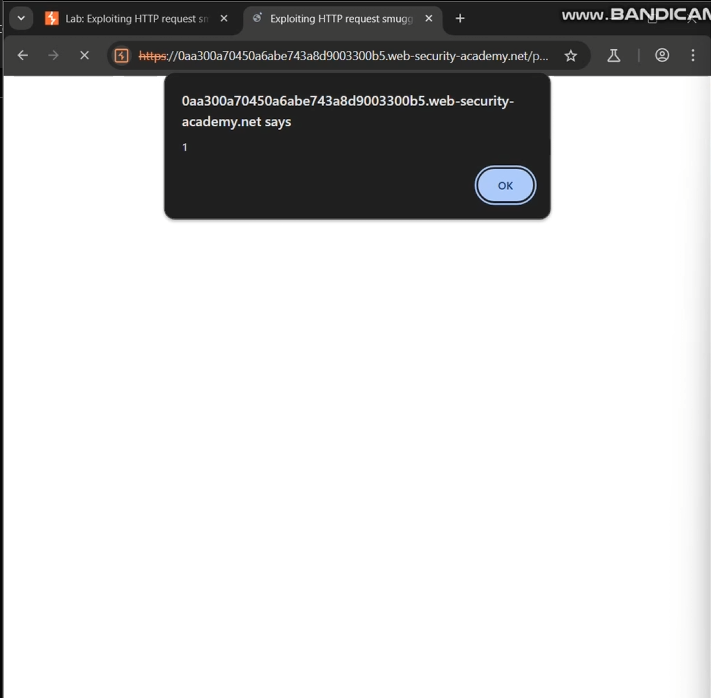 Lab: Exploiting HTTP request sm
Exploiting HTTP request smugg
www.BANDICAM
https://0aa300a70450a6abe743a8d9003300b5.web-security-academy.net/p...
0aa300a70450a6abe743a8d9003300b5.web-security-
academy.net says
1
OK